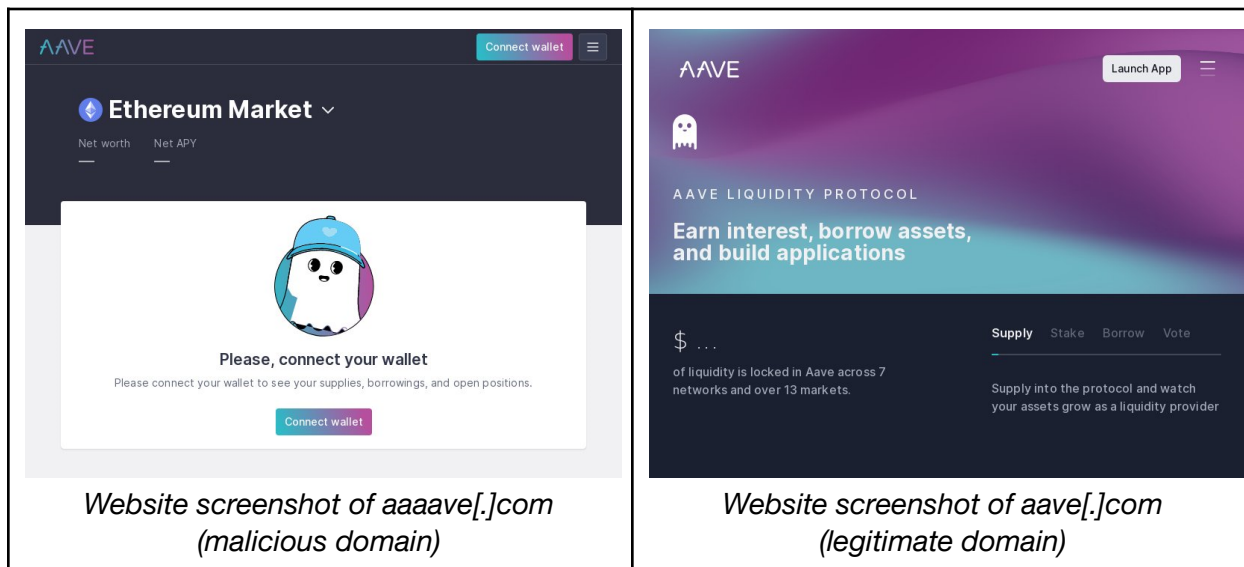 AAVE
Connect wallet
Ethereum Market
Net worth Net APY
— —
Please, connect your wallet
Please connect your wallet to see your supplies, borrowings, and open positions.
Connect wallet
Website screenshot of aaaave[.]com
(malicious domain)
AAVE
Launch App
AAVE LIQUIDITY PROTOCOL
Earn interest, borrow assets,
and build applications
$ ...
of liquidity is locked in Aave across 7
networks and over 13 markets.
Supply Stake Borrow Vote
Supply into the protocol and watch
your assets grow as a liquidity provider
Website screenshot of aave[.]com
(legitimate domain)